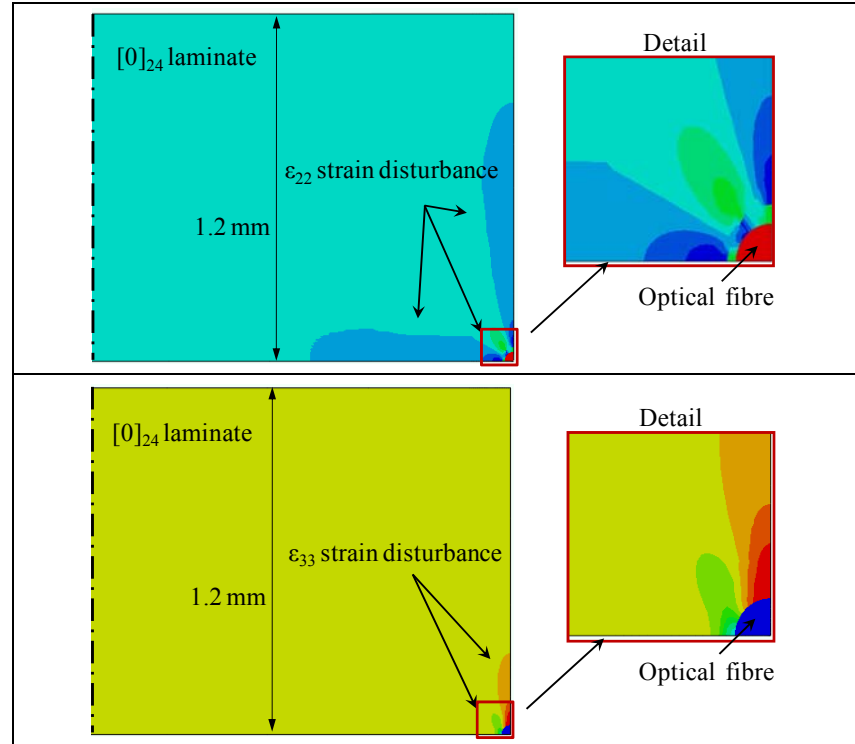 Detail
[0]24 laminate
ε22 strain disturbance
1.2 mm
Optical fibre
Detail
[0]24 laminate
ε33 strain disturbance
1.2 mm
Optical fibre